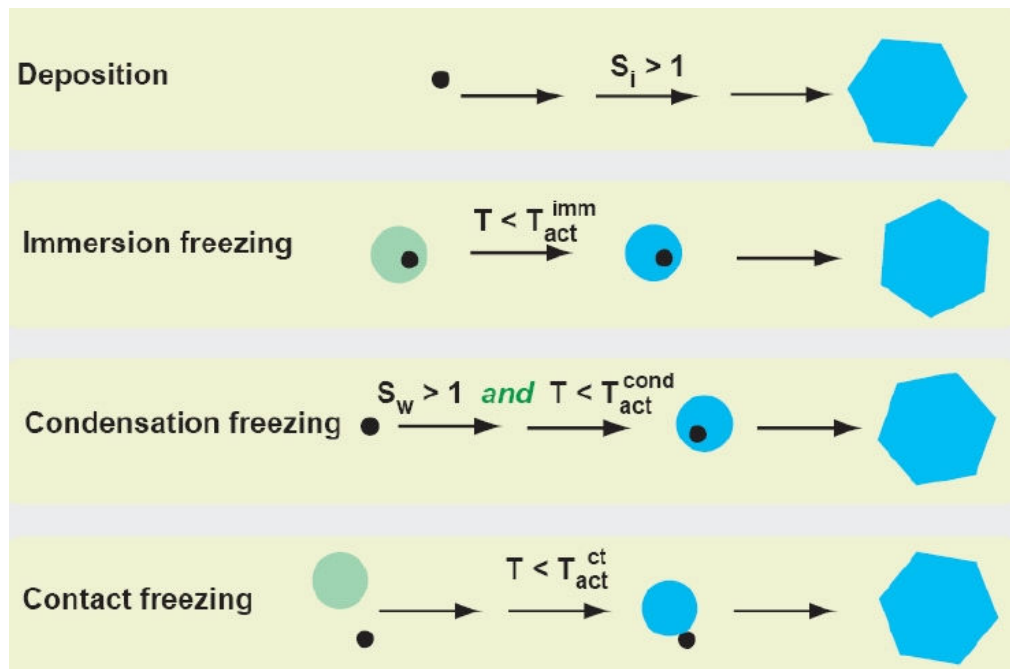 Deposition
S_i > 1
Immersion freezing
T < T_act^imm
Condensation freezing
S_w > 1 and T < T_act^cond
Contact freezing
T < T_act^ct